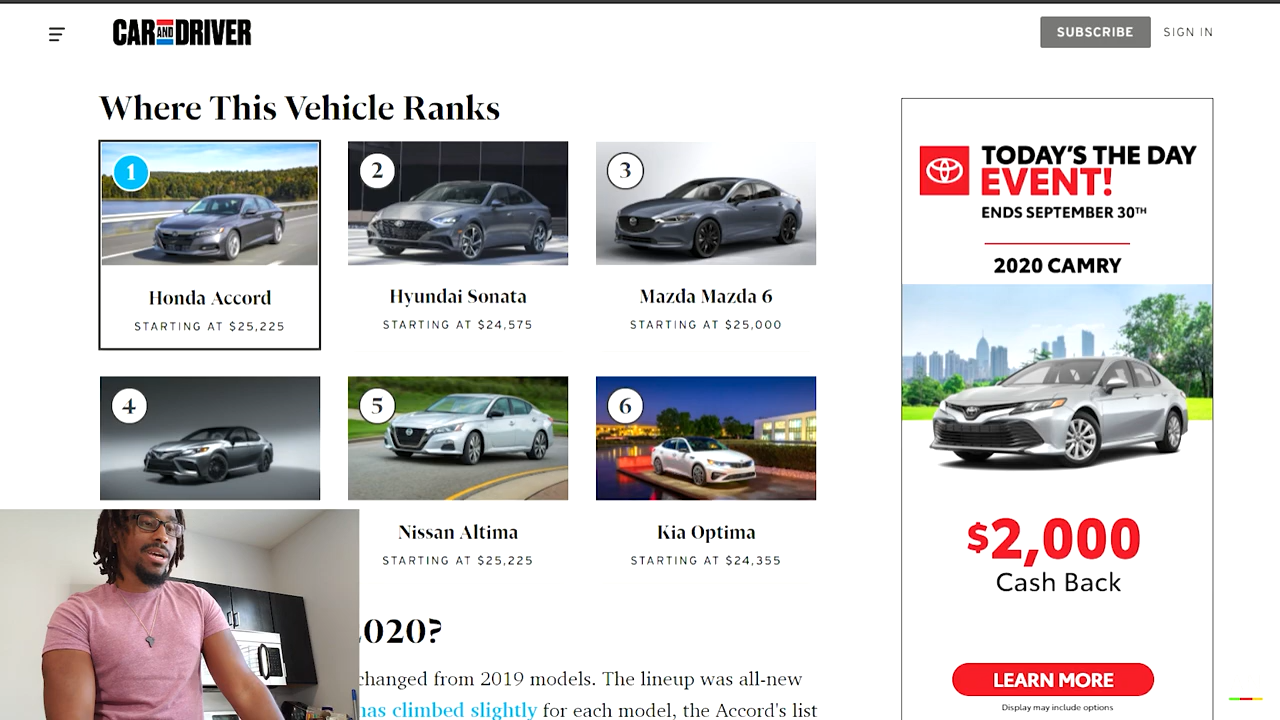 CAR AND DRIVER
SUBSCRIBE
SIGN IN
Where This Vehicle Ranks
1
2
3
Honda Accord
Hyundai Sonata
Mazda Mazda 6
STARTING AT $25,225
STARTING AT $24,575
STARTING AT $25,000
4
5
6
Nissan Altima
Kia Optima
STARTING AT $25,225
STARTING AT $24,355
2020?
changed from 2019 models. The lineup was all-new
has climbed slightly for each model, the Accord's list
TODAY'S THE DAY
EVENT!
ENDS SEPTEMBER 30TH
2020 CAMRY
$2,000
Cash Back
LEARN MORE
Display may include options